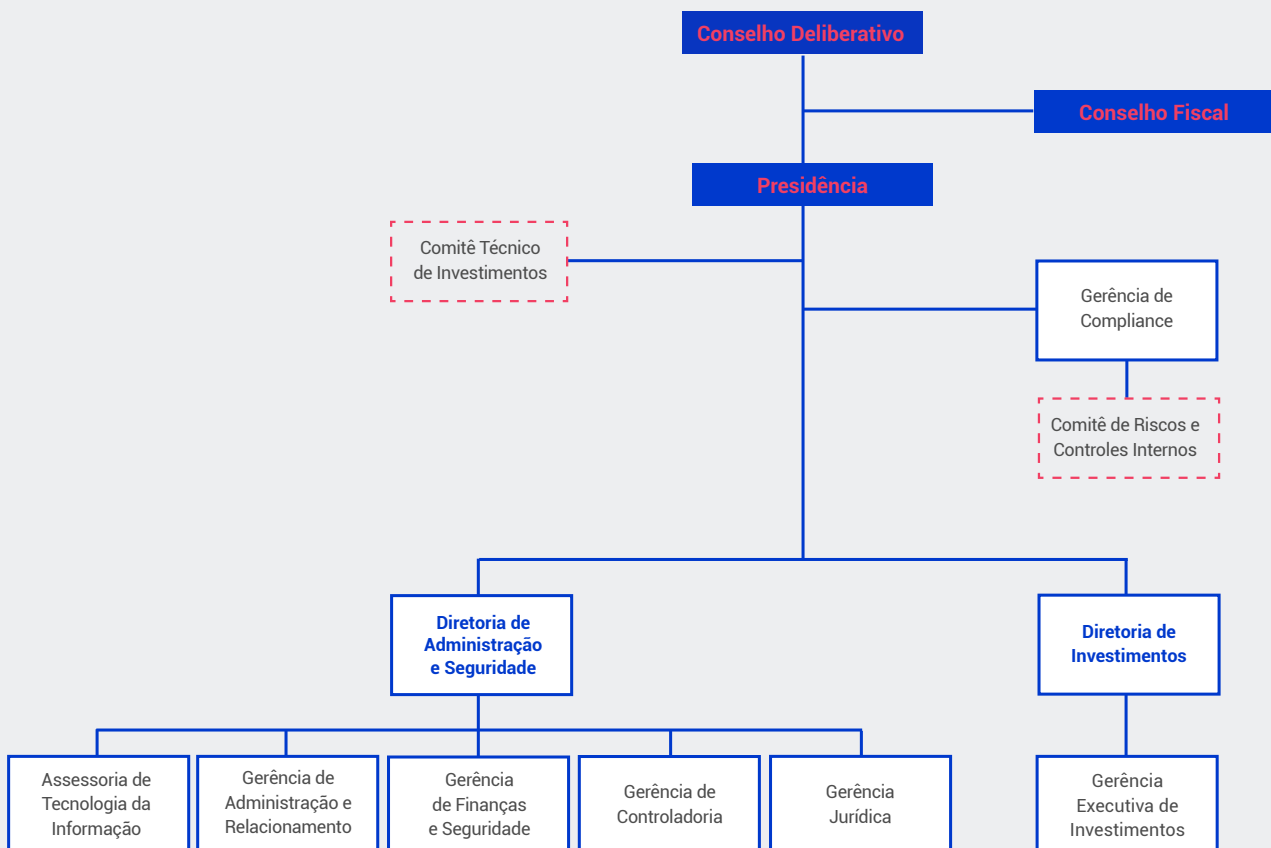 Conselho Deliberativo
Conselho Fiscal
Presidência
Comitê Técnico
de Investimentos
Gerência de
Compliance
Comitê de Riscos e
Controles Internos
Diretoria de
Administração
e Seguridade
Diretoria de
Investimentos
Assessoria de
Tecnologia da
Informação
Gerência de
Administração e
Relacionamento
Gerência
de Finanças
e Seguridade
Gerência de
Controladoria
Gerência
Jurídica
Gerência
Executiva de
Investimentos